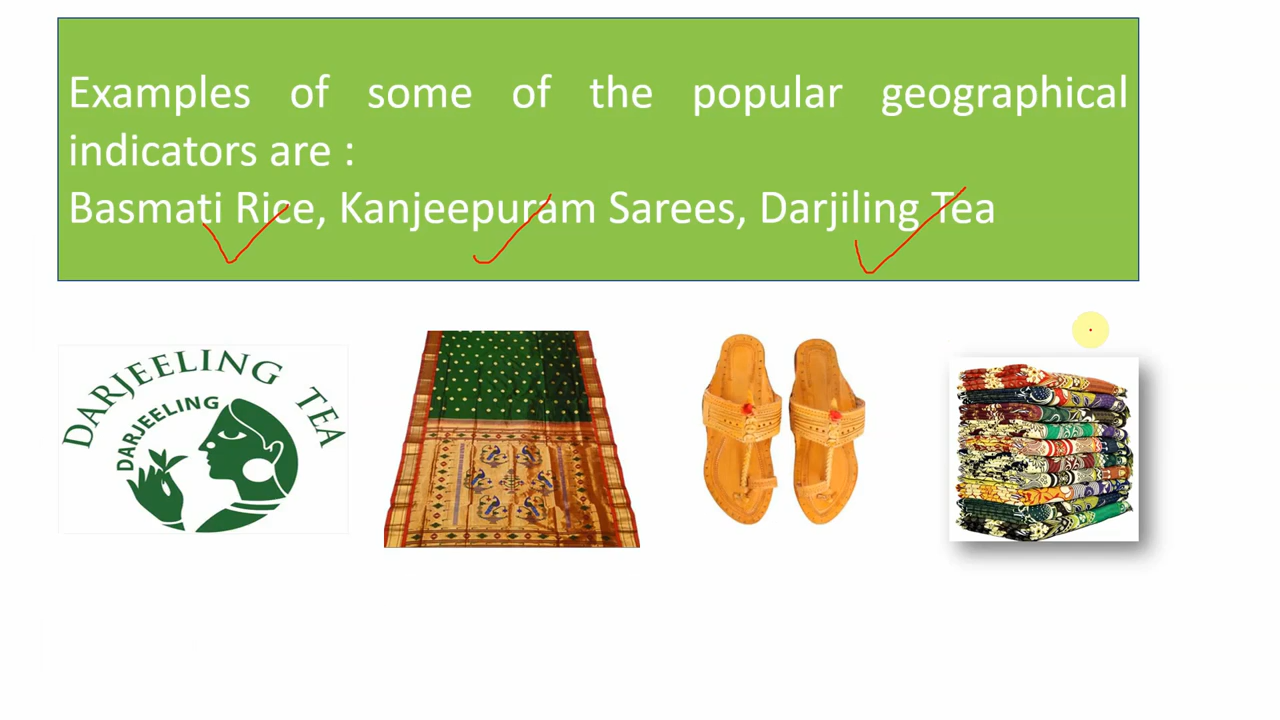 Examples of some of the popular geographical
indicators are :
Basmati Rice, Kanjeepuram Sarees, Darjiling Tea
DARJEELING TEA
DARJEELING